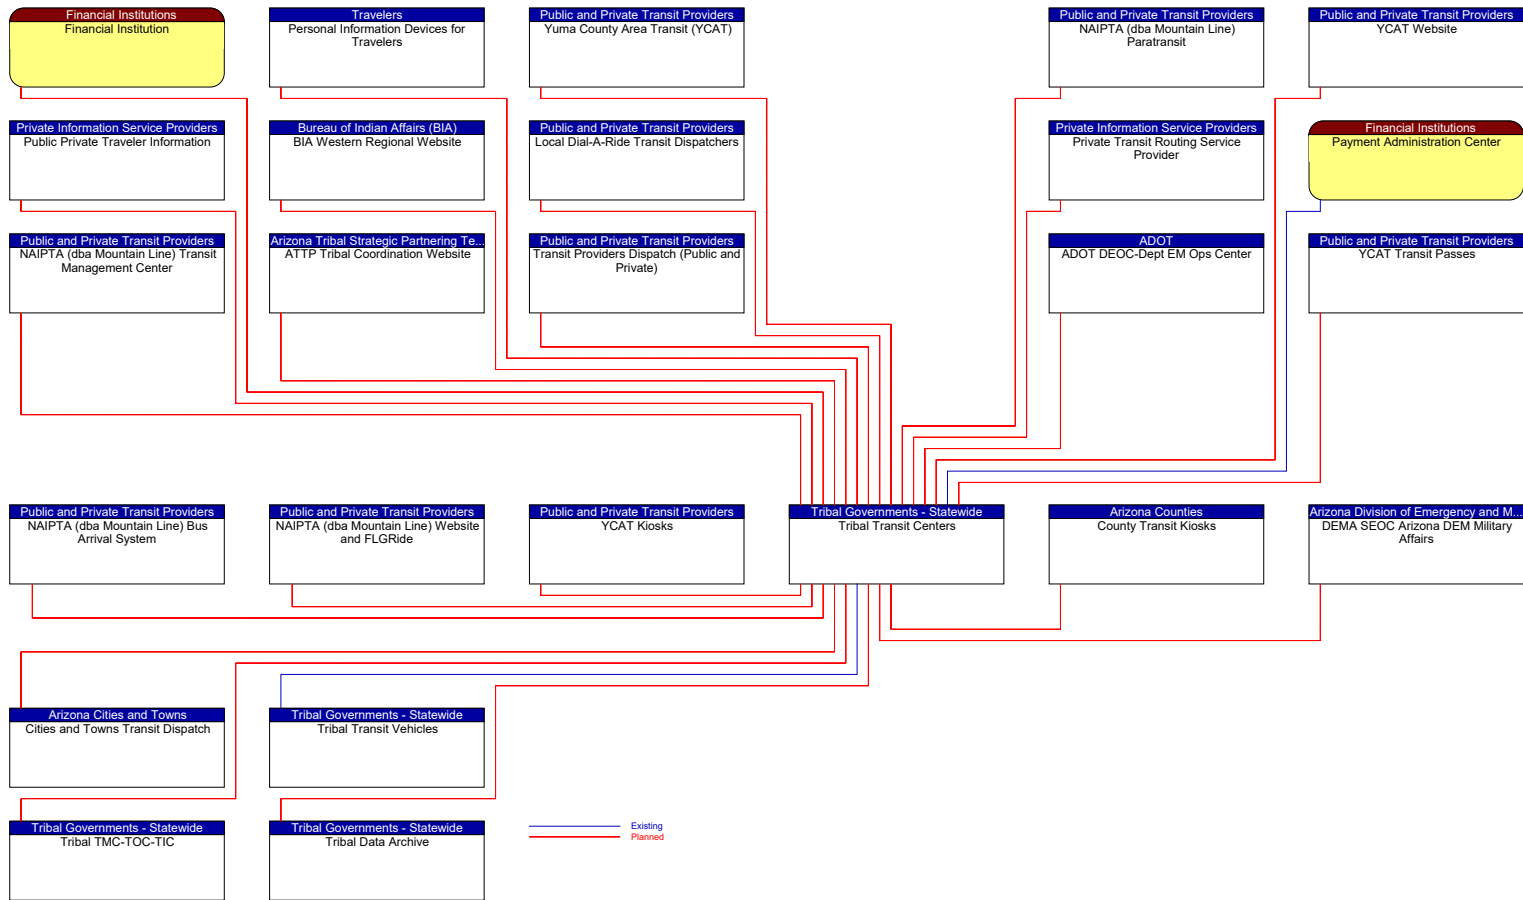 Financial Institutions
Financial Institution
Travelers
Personal Information Devices for
Travelers
Public and Private Transit Providers
Yuma County Area Transit (YCAT)
Public and Private Transit Providers
NAIPTA (dba Mountain Line)
Paratransit
Public and Private Transit Providers
YCAT Website
Private Information Service Providers
Public Private Traveler Information
Bureau of Indian Affairs (BIA)
BIA Western Regional Website
Public and Private Transit Providers
Local Dial-A-Ride Transit Dispatchers
Private Information Service Providers
Private Transit Routing Service
Provider
Financial Institutions
Payment Administration Center
Public and Private Transit Providers
NAIPTA (dba Mountain Line) Transit
Management Center
Arizona Tribal Strategic Partnering Te...
ATTP Tribal Coordination Website
Public and Private Transit Providers
Transit Providers Dispatch (Public and
Private)
ADOT
ADOT DEOC-Dept EM Ops Center
Public and Private Transit Providers
YCAT Transit Passes
Public and Private Transit Providers
NAIPTA (dba Mountain Line) Bus
Arrival System
Public and Private Transit Providers
NAIPTA (dba Mountain Line) Website
and FLGRide
Public and Private Transit Providers
YCAT Kiosks
Tribal Governments - Statewide
Tribal Transit Centers
Arizona Counties
County Transit Kiosks
Arizona Division of Emergency and M...
DEMA SEOC Arizona DEM Military
Affairs
Arizona Cities and Towns
Cities and Towns Transit Dispatch
Tribal Governments - Statewide
Tribal Transit Vehicles
Tribal Governments - Statewide
Tribal TMC-TOC-TIC
Tribal Governments - Statewide
Tribal Data Archive
Existing
Planned